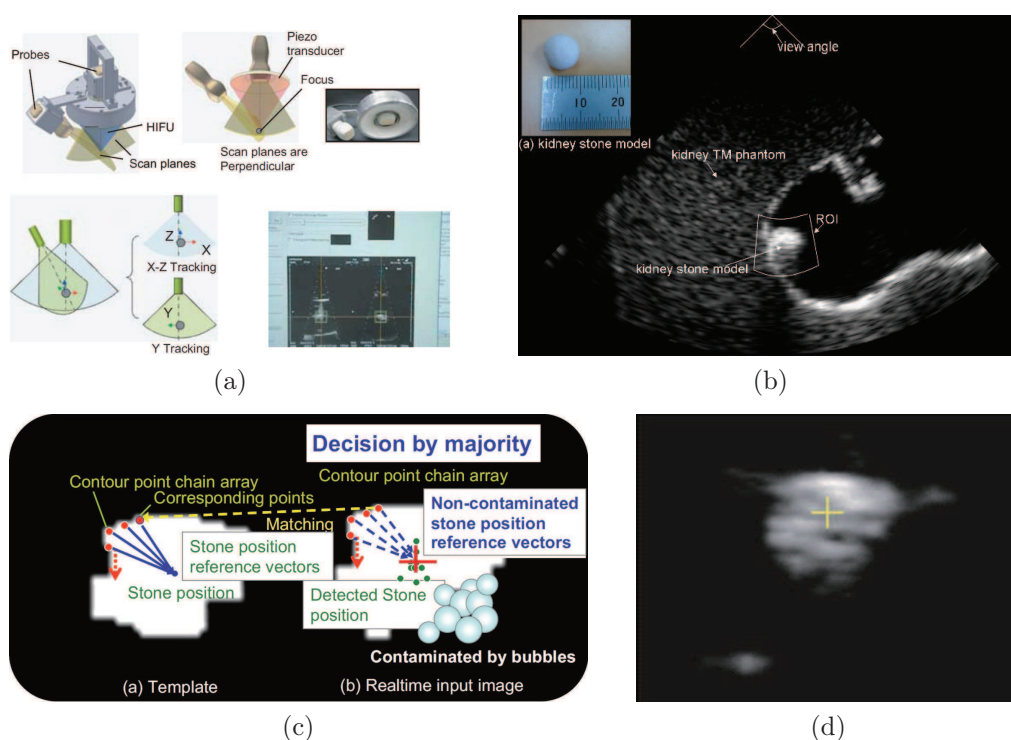 Probes
HIFU
Scan planes
Piezo
transducer
Focus
Scan planes are
Perpendicular
Z
X
X-Z Tracking
Y
Y Tracking
(a)
view angle
10 20
(a) kidney stone model
kidney TM phantom
ROI
kidney stone model
(b)
Decision by majority
Contour point chain array
Contour point chain array
Corresponding points
Matching
Non-contaminated
stone position
reference vectors
Stone position
reference vectors
Stone position
Detected Stone
position
Contaminated by bubbles
(a) Template
(b) Realtime input image
(c)
(d)